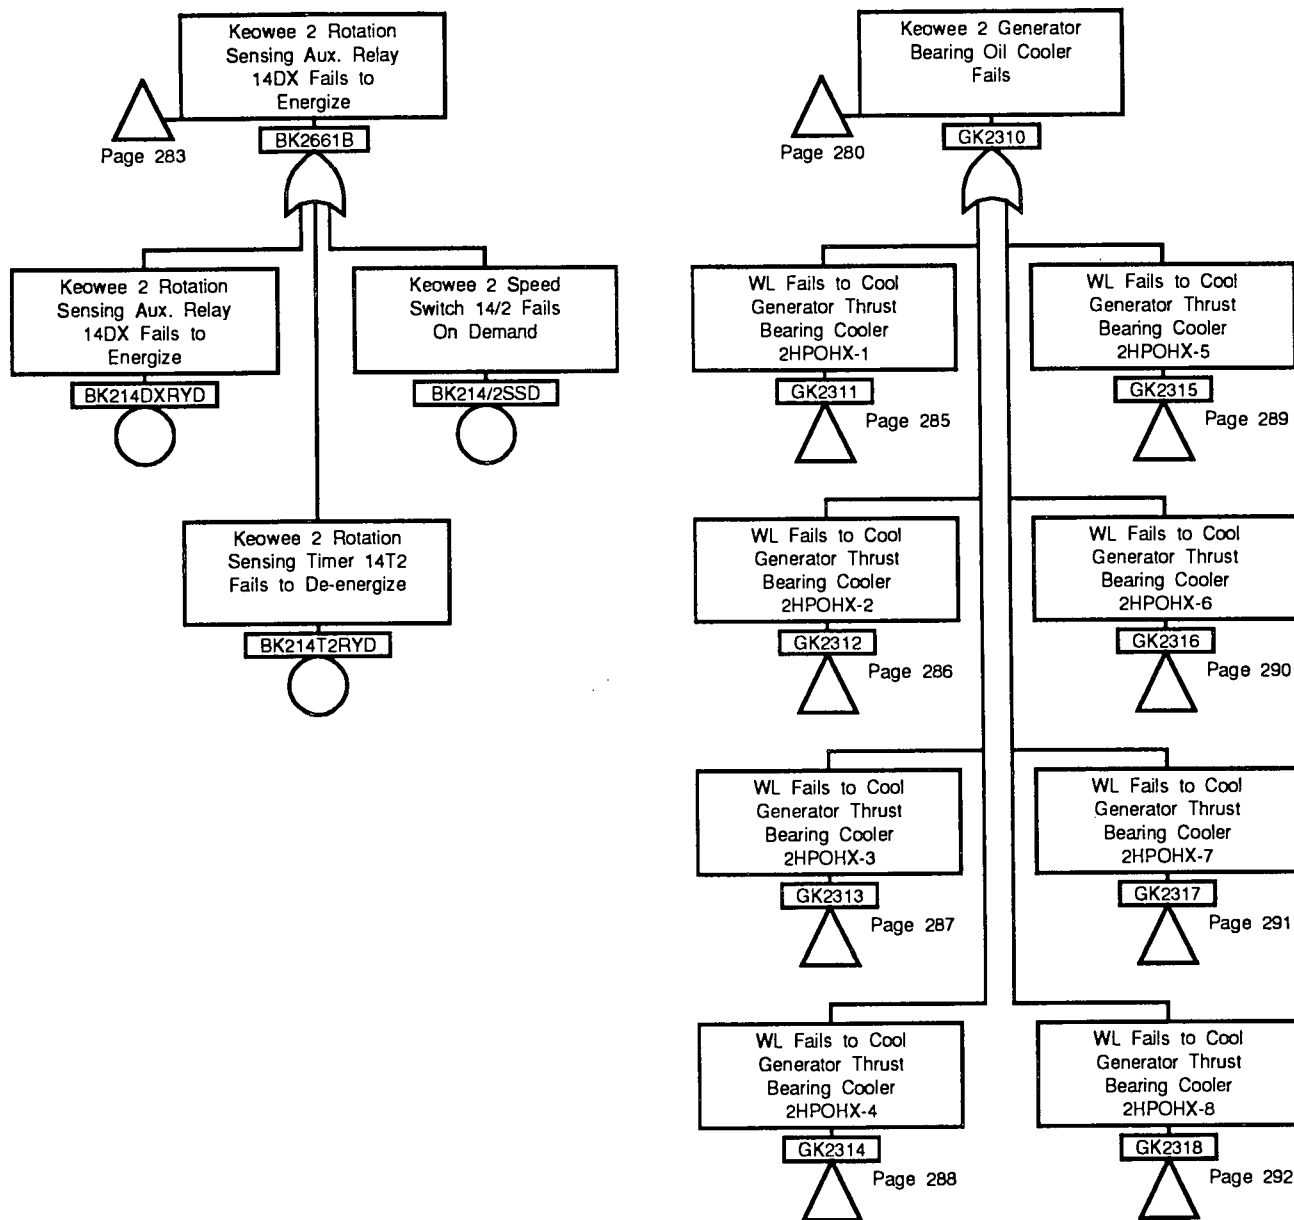 Keowee 2 Rotation
Sensing Aux. Relay
14DX Fails to
Energize
Page 283
BK2661B
Keowee 2 Rotation
Sensing Aux. Relay
14DX Fails to
Energize
BK214DXRYD
Keowee 2 Speed
Switch 14/2 Fails
On Demand
BK214/2SSD
Keowee 2 Rotation
Sensing Timer 14T2
Fails to De-energize
BK214T2RYD
Keowee 2 Generator
Bearing Oil Cooler
Fails
Page 280
GK2310
WL Fails to Cool
Generator Thrust
Bearing Cooler
2HPOHX-1
GK2311
Page 285
WL Fails to Cool
Generator Thrust
Bearing Cooler
2HPOHX-5
GK2315
Page 289
WL Fails to Cool
Generator Thrust
Bearing Cooler
2HPOHX-2
GK2312
Page 286
WL Fails to Cool
Generator Thrust
Bearing Cooler
2HPOHX-6
GK2316
Page 290
WL Fails to Cool
Generator Thrust
Bearing Cooler
2HPOHX-3
GK2313
Page 287
WL Fails to Cool
Generator Thrust
Bearing Cooler
2HPOHX-7
GK2317
Page 291
WL Fails to Cool
Generator Thrust
Bearing Cooler
2HPOHX-4
GK2314
Page 288
WL Fails to Cool
Generator Thrust
Bearing Cooler
2HPOHX-8
GK2318
Page 292